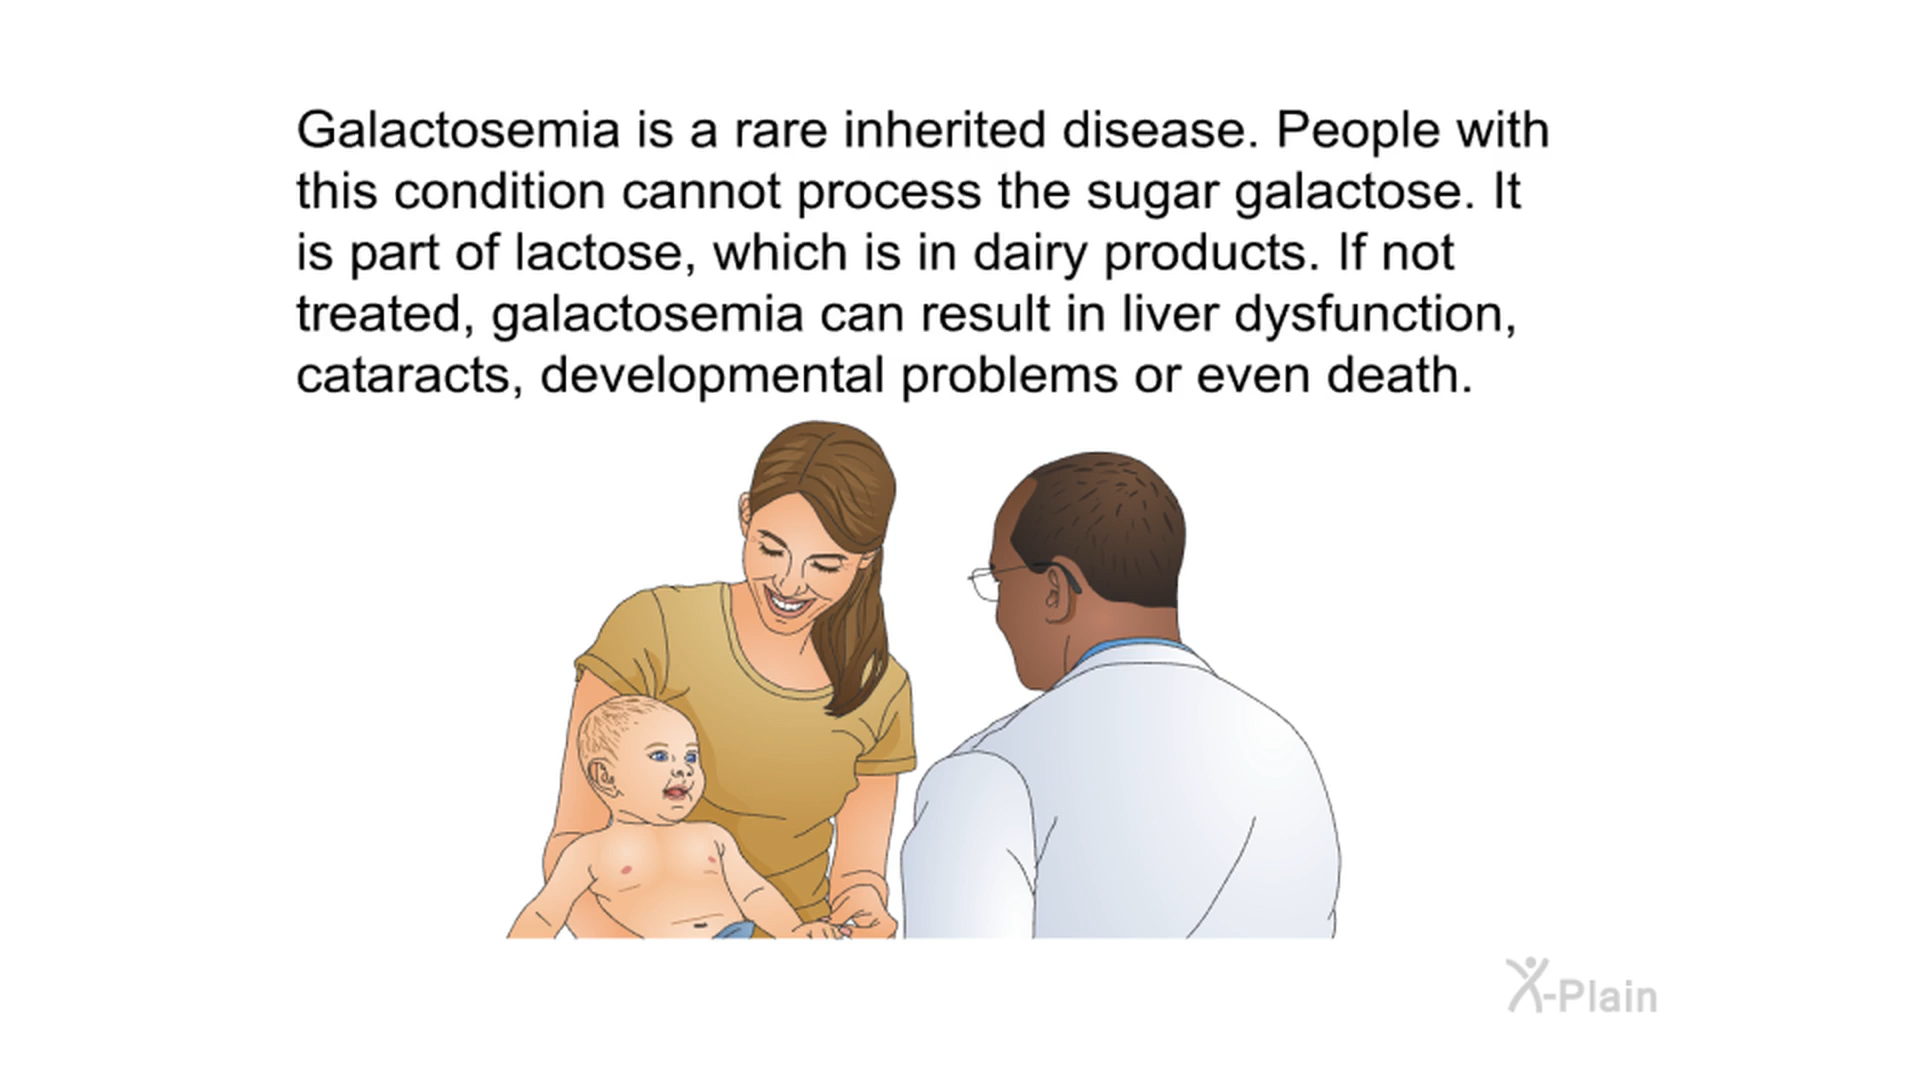 Galactosemia is a rare inherited disease. People with
this condition cannot process the sugar galactose. It
is part of lactose, which is in dairy products. If not
treated, galactosemia can result in liver dysfunction,
cataracts, developmental problems or even death.
X-Plain